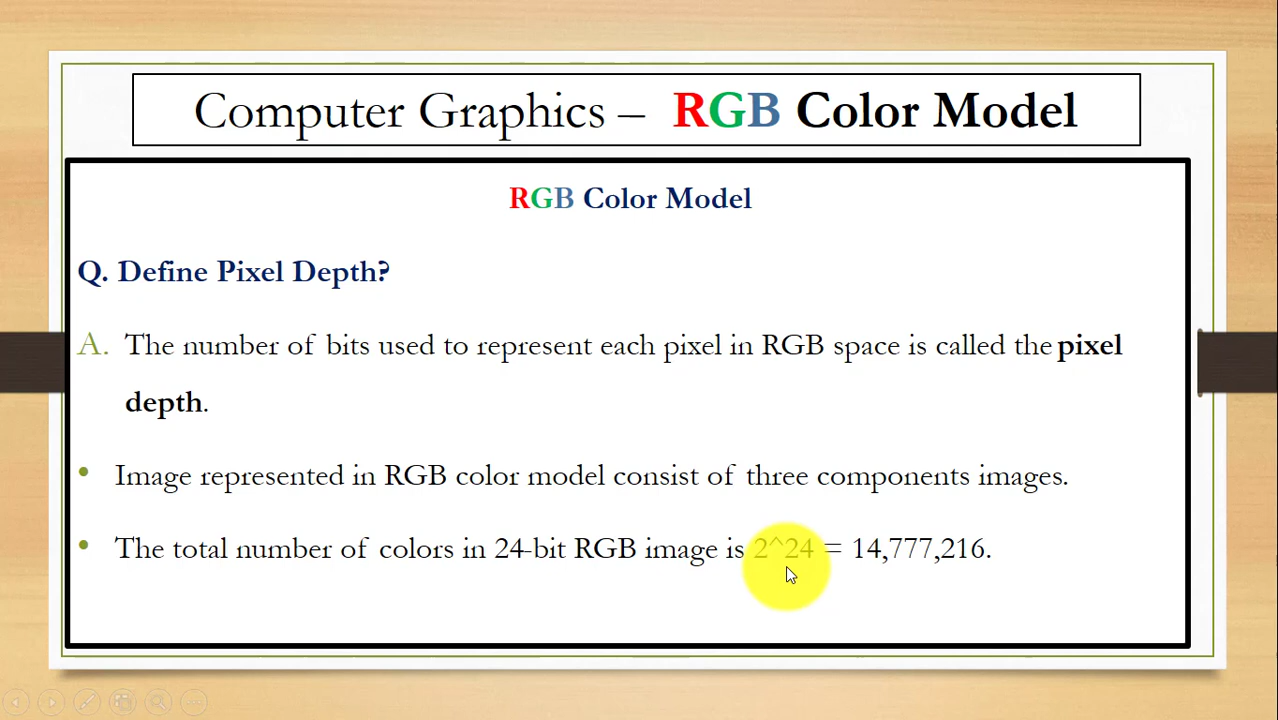 Computer Graphics – RGB Color Model
RGB Color Model
Q. Define Pixel Depth?
A. The number of bits used to represent each pixel in RGB space is called the pixel
depth.
• Image represented in RGB color model consist of three components images.
• The total number of colors in 24-bit RGB image is 2^24 = 14,777,216.